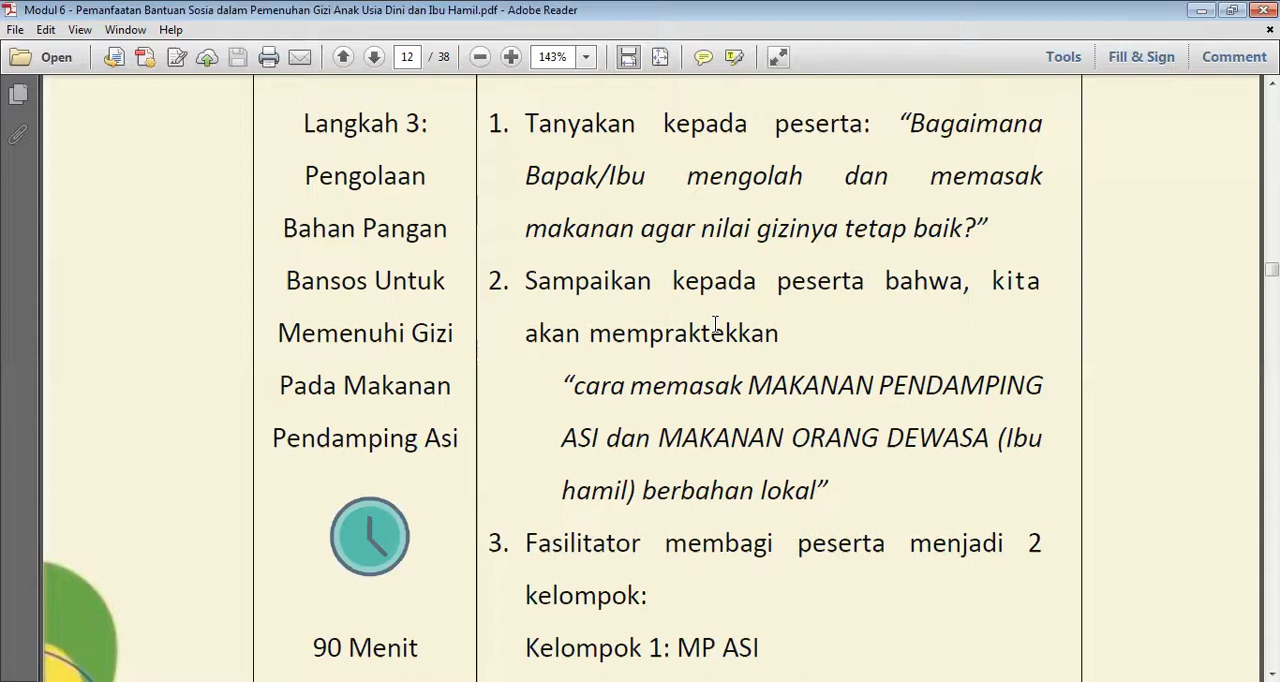 Modul 6 - Pemanfaatan Bantuan Sosia dalam Pemenuhan Gizi Anak Usia Dini dan Ibu Hamil.pdf - Adobe Reader
File Edit View Window Help
Open 12 / 38 143% Tools Fill & Sign Comment
Langkah 3:
Pengolaan
Bahan Pangan
Bansos Untuk
Memenuhi Gizi
Pada Makanan
Pendamping Asi
90 Menit
1. Tanyakan kepada peserta: “Bagaimana
Bapak/Ibu mengolah dan memasak
makanan agar nilai gizinya tetap baik?”
2. Sampaikan kepada peserta bahwa, kita
akan mempraktekkan
“cara memasak MAKANAN PENDAMPING
ASI dan MAKANAN ORANG DEWASA (Ibu
hamil) berbahan lokal”
3. Fasilitator membagi peserta menjadi 2
kelompok:
Kelompok 1: MP ASI